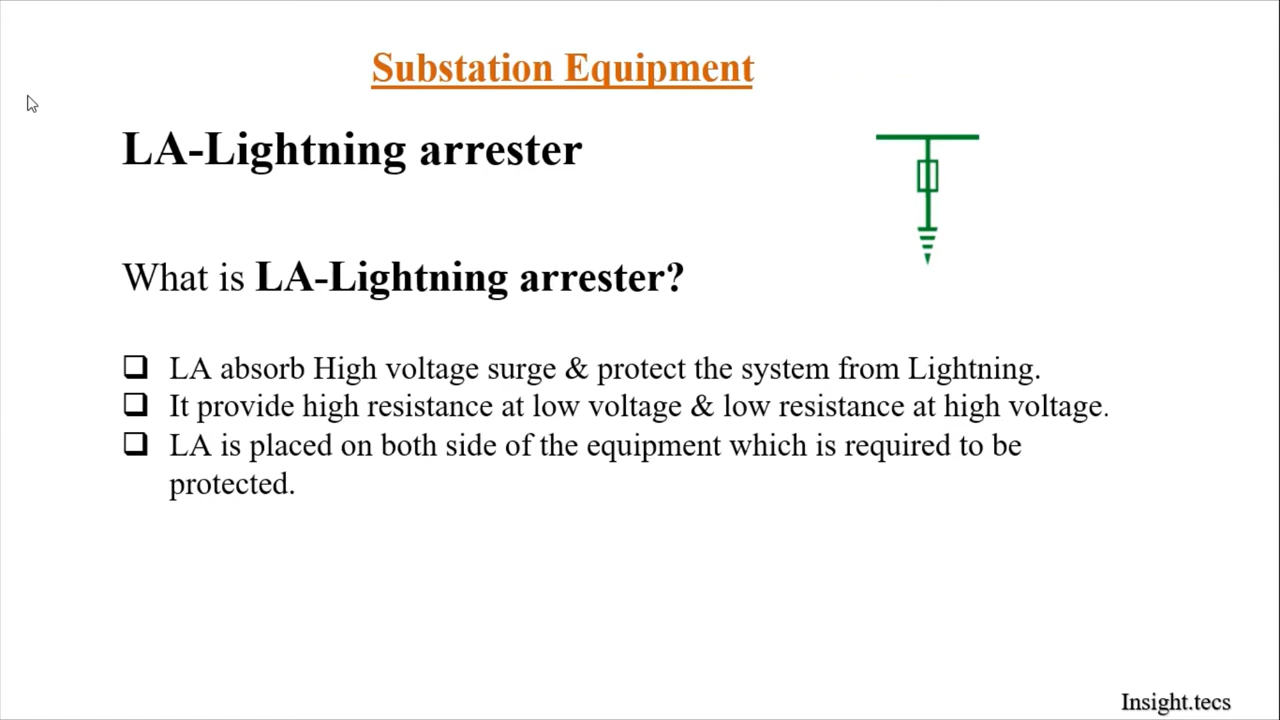 Substation Equipment
LA-Lightning arrester
What is LA-Lightning arrester?
❑ LA absorb High voltage surge & protect the system from Lightning.
❑ It provide high resistance at low voltage & low resistance at high voltage.
❑ LA is placed on both side of the equipment which is required to be
protected.
Insight.tecs